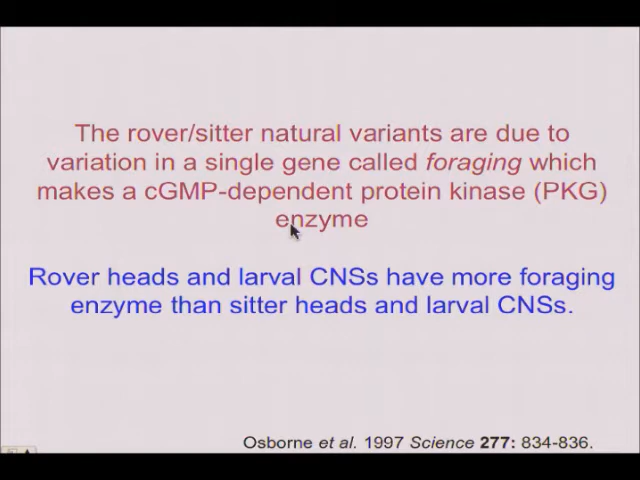 The rover/sitter natural variants are due to
variation in a single gene called foraging which
makes a cGMP-dependent protein kinase (PKG)
enzyme
Rover heads and larval CNSs have more foraging
enzyme than sitter heads and larval CNSs.
Osborne et al. 1997 Science 277: 834-836.